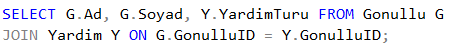 SELECT G.Ad, G.Soyad, Y.YardimTuru FROM Gonullu G
JOIN Yardim Y ON G.GonulluID = Y.GonulluID;